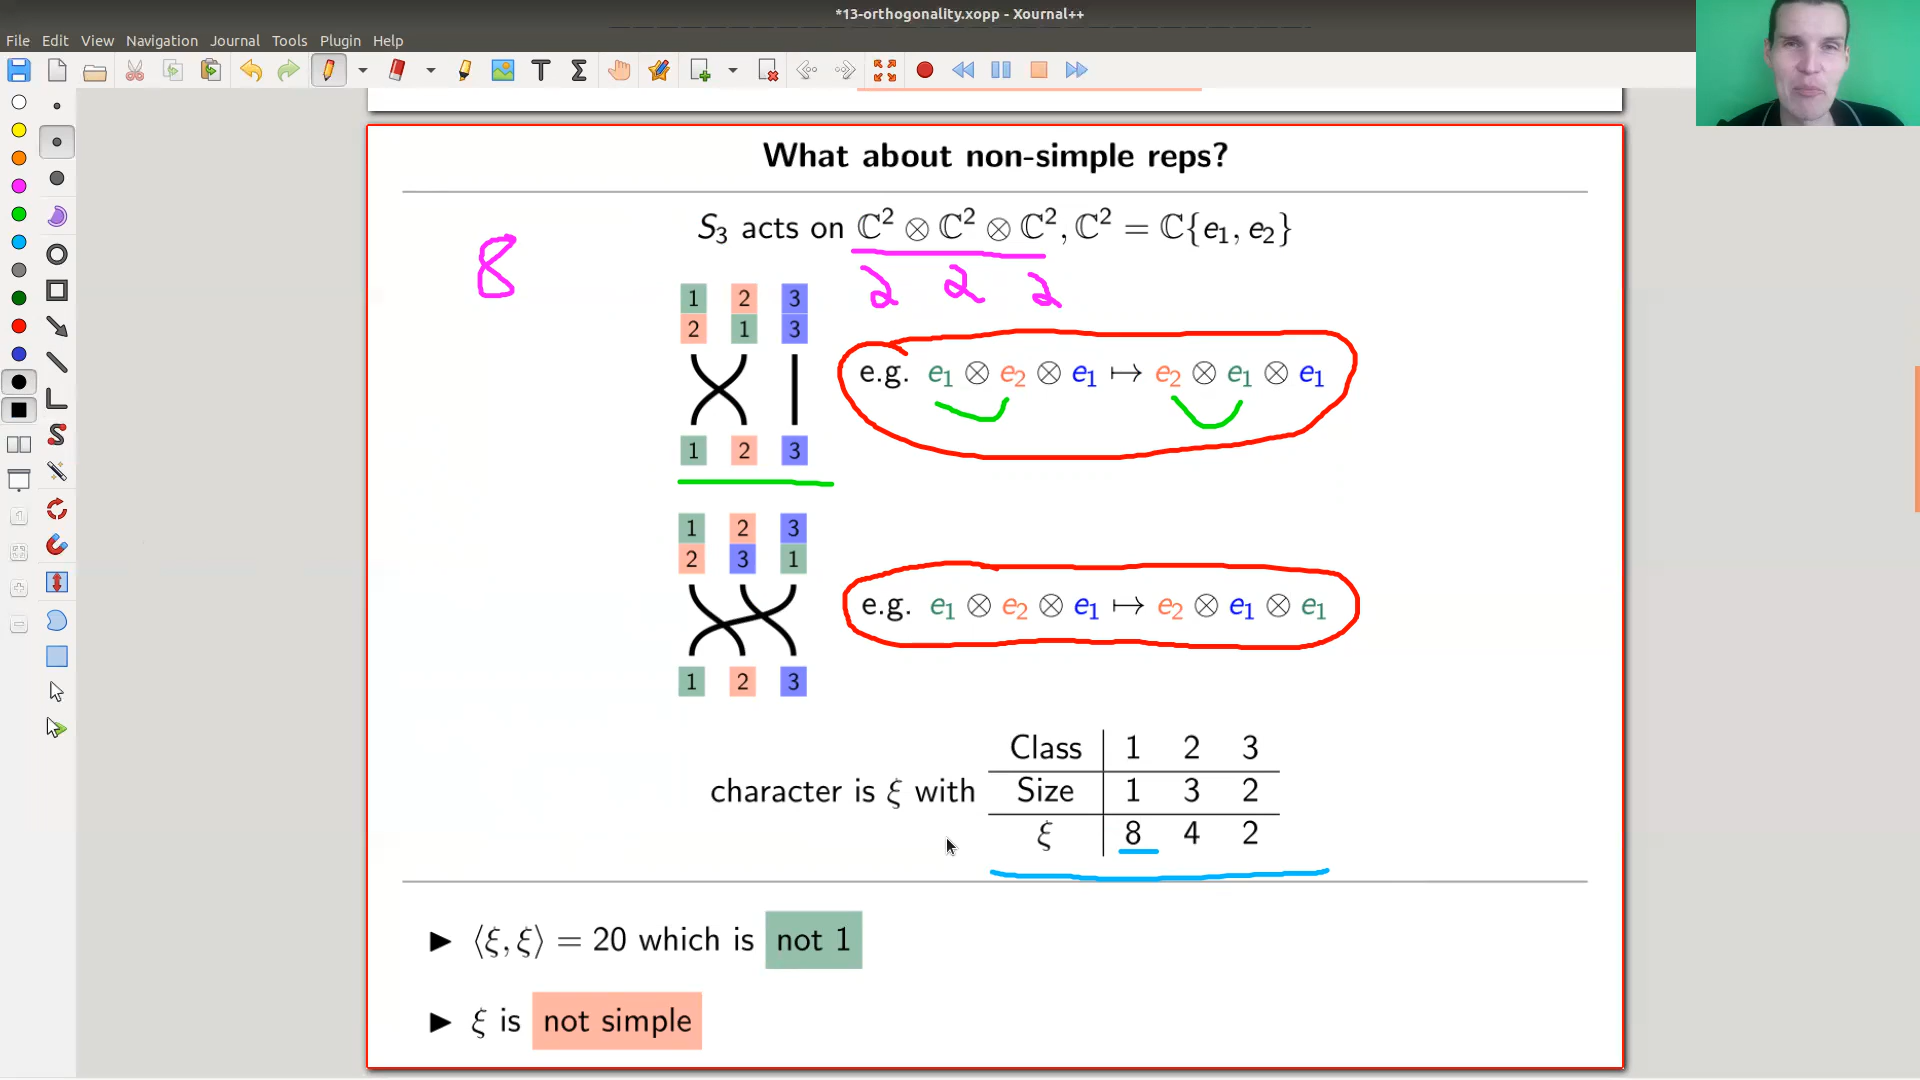 *13-orthogonality.xopp - Xournal++
File Edit View Navigation Journal Tools Plugin Help
What about non-simple reps?
S₃ acts on ℂ² ⊗ ℂ² ⊗ ℂ², ℂ² = ℂ{e₁, e₂}
8
2 2 2
1 2 3
2 1 3
e.g. e₁ ⊗ e₂ ⊗ e₁ ↦ e₂ ⊗ e₁ ⊗ e₁
1 2 3
1 2 3
2 3 1
e.g. e₁ ⊗ e₂ ⊗ e₁ ↦ e₂ ⊗ e₁ ⊗ e₁
1 2 3
Class 1 2 3
character is ξ with Size 1 3 2
ξ 8 4 2
▶ ⟨ξ, ξ⟩ = 20 which is not 1
▶ ξ is not simple